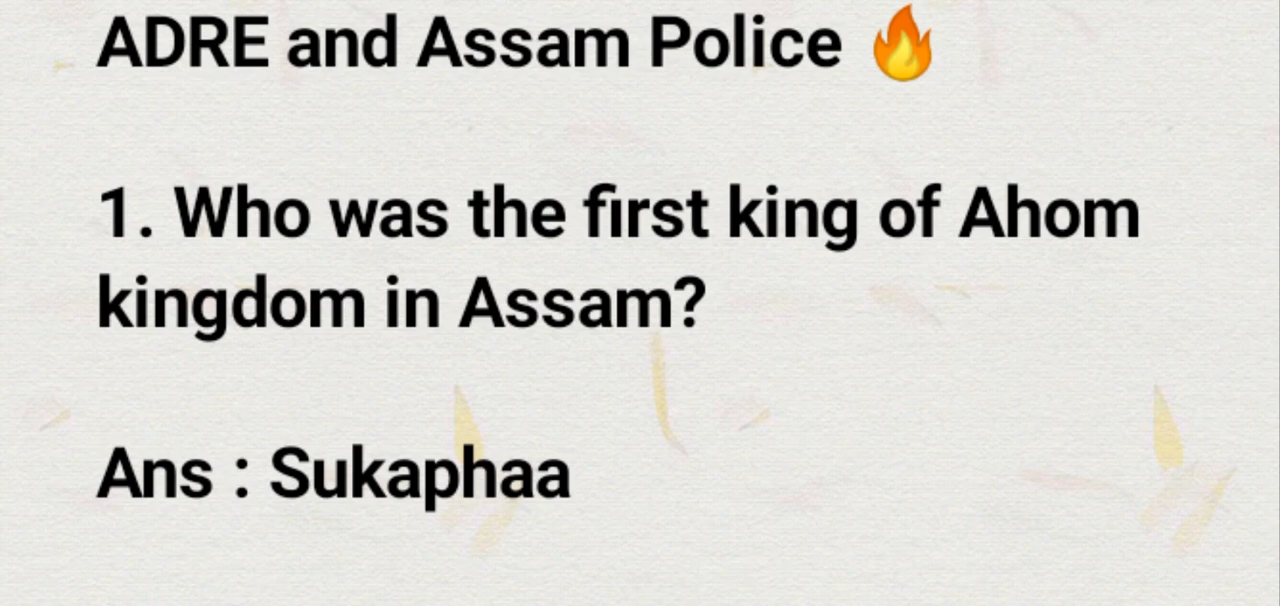 ADRE and Assam Police 🔥
1. Who was the first king of Ahom
kingdom in Assam?
Ans : Sukaphaa